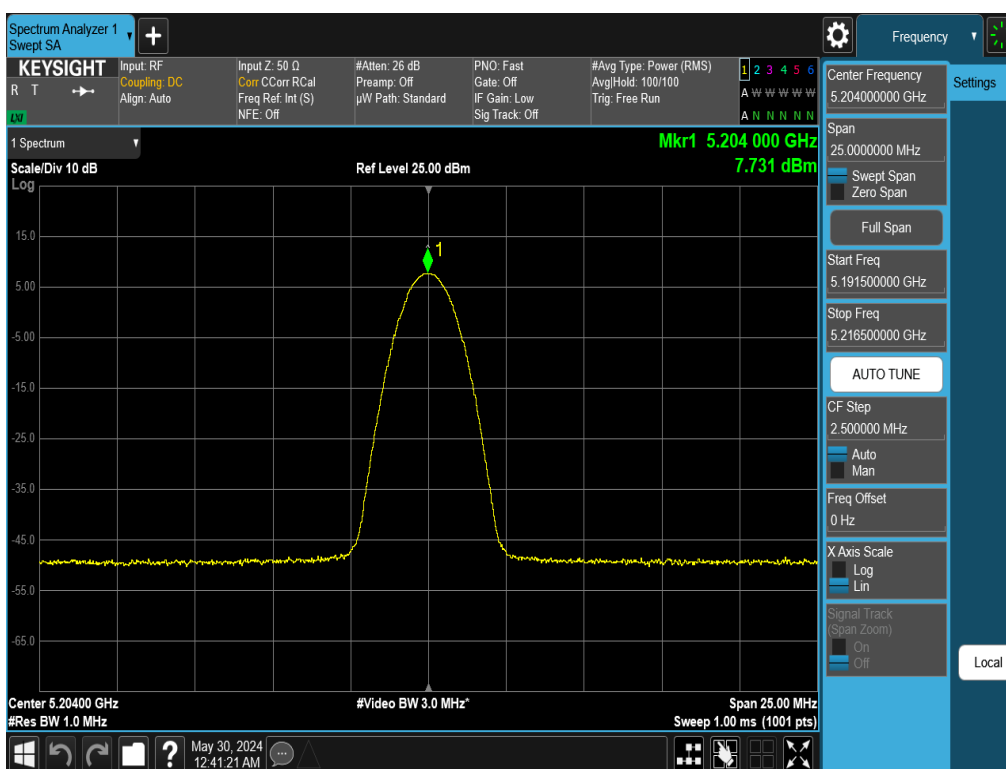 Spectrum Analyzer 1
Swept SA
Frequency
KEYSIGHT
R T
LXI
Input: RF
Coupling: DC
Align: Auto
Input Z: 50 Ω
Corr CCorr RCal
Freq Ref: Int (S)
NFE: Off
#Atten: 26 dB
Preamp: Off
µW Path: Standard
PNO: Fast
Gate: Off
IF Gain: Low
Sig Track: Off
#Avg Type: Power (RMS)
Avg|Hold: 100/100
Trig: Free Run
1 2 3 4 5 6
A W W W W W
A N N N N N
1 Spectrum
Scale/Div 10 dB
Log
Ref Level 25.00 dBm
Mkr1 5.204 000 GHz
7.731 dBm
1
15.0
5.00
-5.00
-15.0
-25.0
-35.0
-45.0
-55.0
-65.0
Center 5.20400 GHz
#Res BW 1.0 MHz
#Video BW 3.0 MHz*
Span 25.00 MHz
Sweep 1.00 ms (1001 pts)
Center Frequency
5.204000000 GHz
Span
25.0000000 MHz
Swept Span
Zero Span
Full Span
Start Freq
5.191500000 GHz
Stop Freq
5.216500000 GHz
AUTO TUNE
CF Step
2.500000 MHz
Auto
Man
Freq Offset
0 Hz
X Axis Scale
Log
Lin
Signal Track
(Span Zoom)
On
Off
Settings
Local
?
May 30, 2024
12:41:21 AM